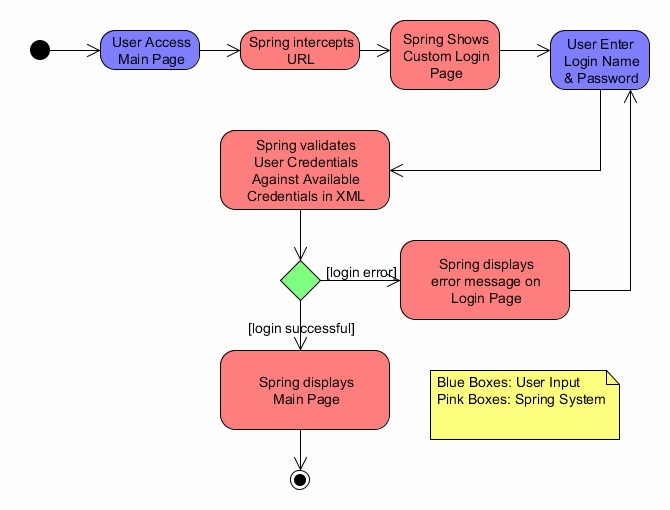 User Access
Main Page
Spring intercepts
URL
Spring Shows
Custom Login
Page
User Enter
Login Name
& Password
Spring validates
User Credentials
Against Available
Credentials in XML
[login error]
Spring displays
error message on
Login Page
[login successful]
Spring displays
Main Page
Blue Boxes: User Input
Pink Boxes: Spring System